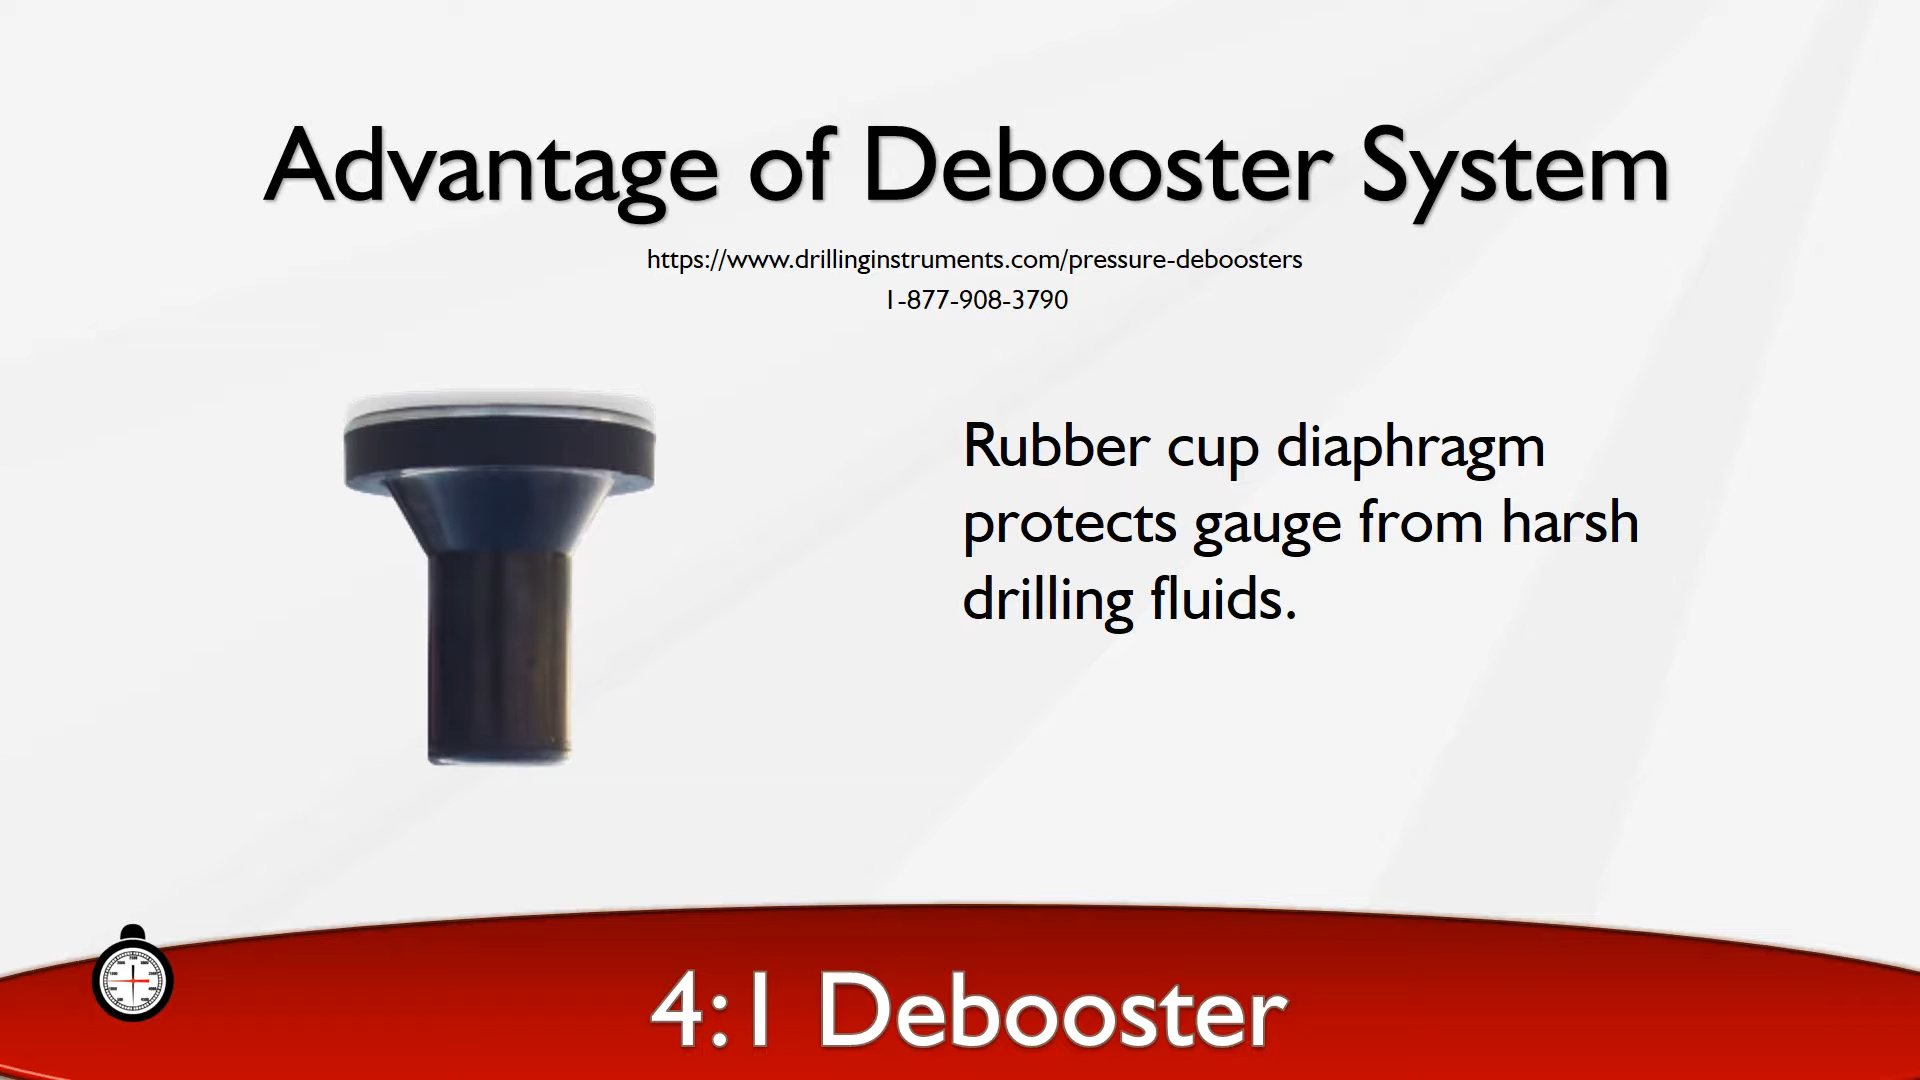 Advantage of Debooster System
https://www.drillinginstruments.com/pressure-deboosters
1-877-908-3790
Rubber cup diaphragm
protects gauge from harsh
drilling fluids.
4:1 Debooster